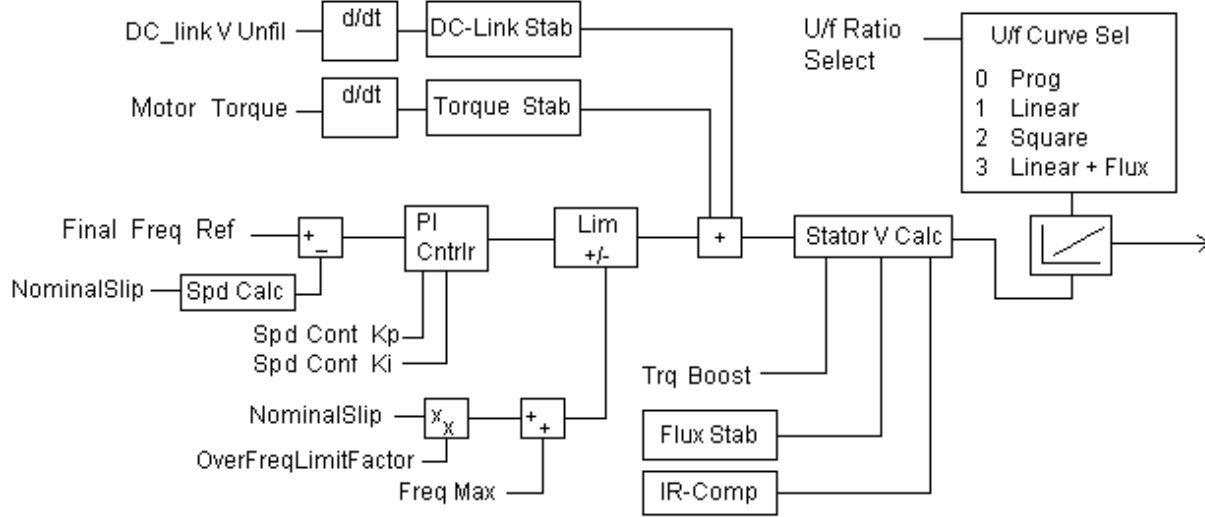 DC_link V Unfil
d/dt
DC-Link Stab
Motor Torque
d/dt
Torque Stab
U/f Ratio
Select
U/f Curve Sel
0 Prog
1 Linear
2 Square
3 Linear + Flux
Final Freq Ref
+
_
PI
Cntrlr
Lim
+/-
+
Stator V Calc
NominalSlip
Spd Calc
Spd Cont Kp
Spd Cont Ki
NominalSlip
x
x
+
+
OverFreqLimitFactor
Freq Max
Trq Boost
Flux Stab
IR-Comp